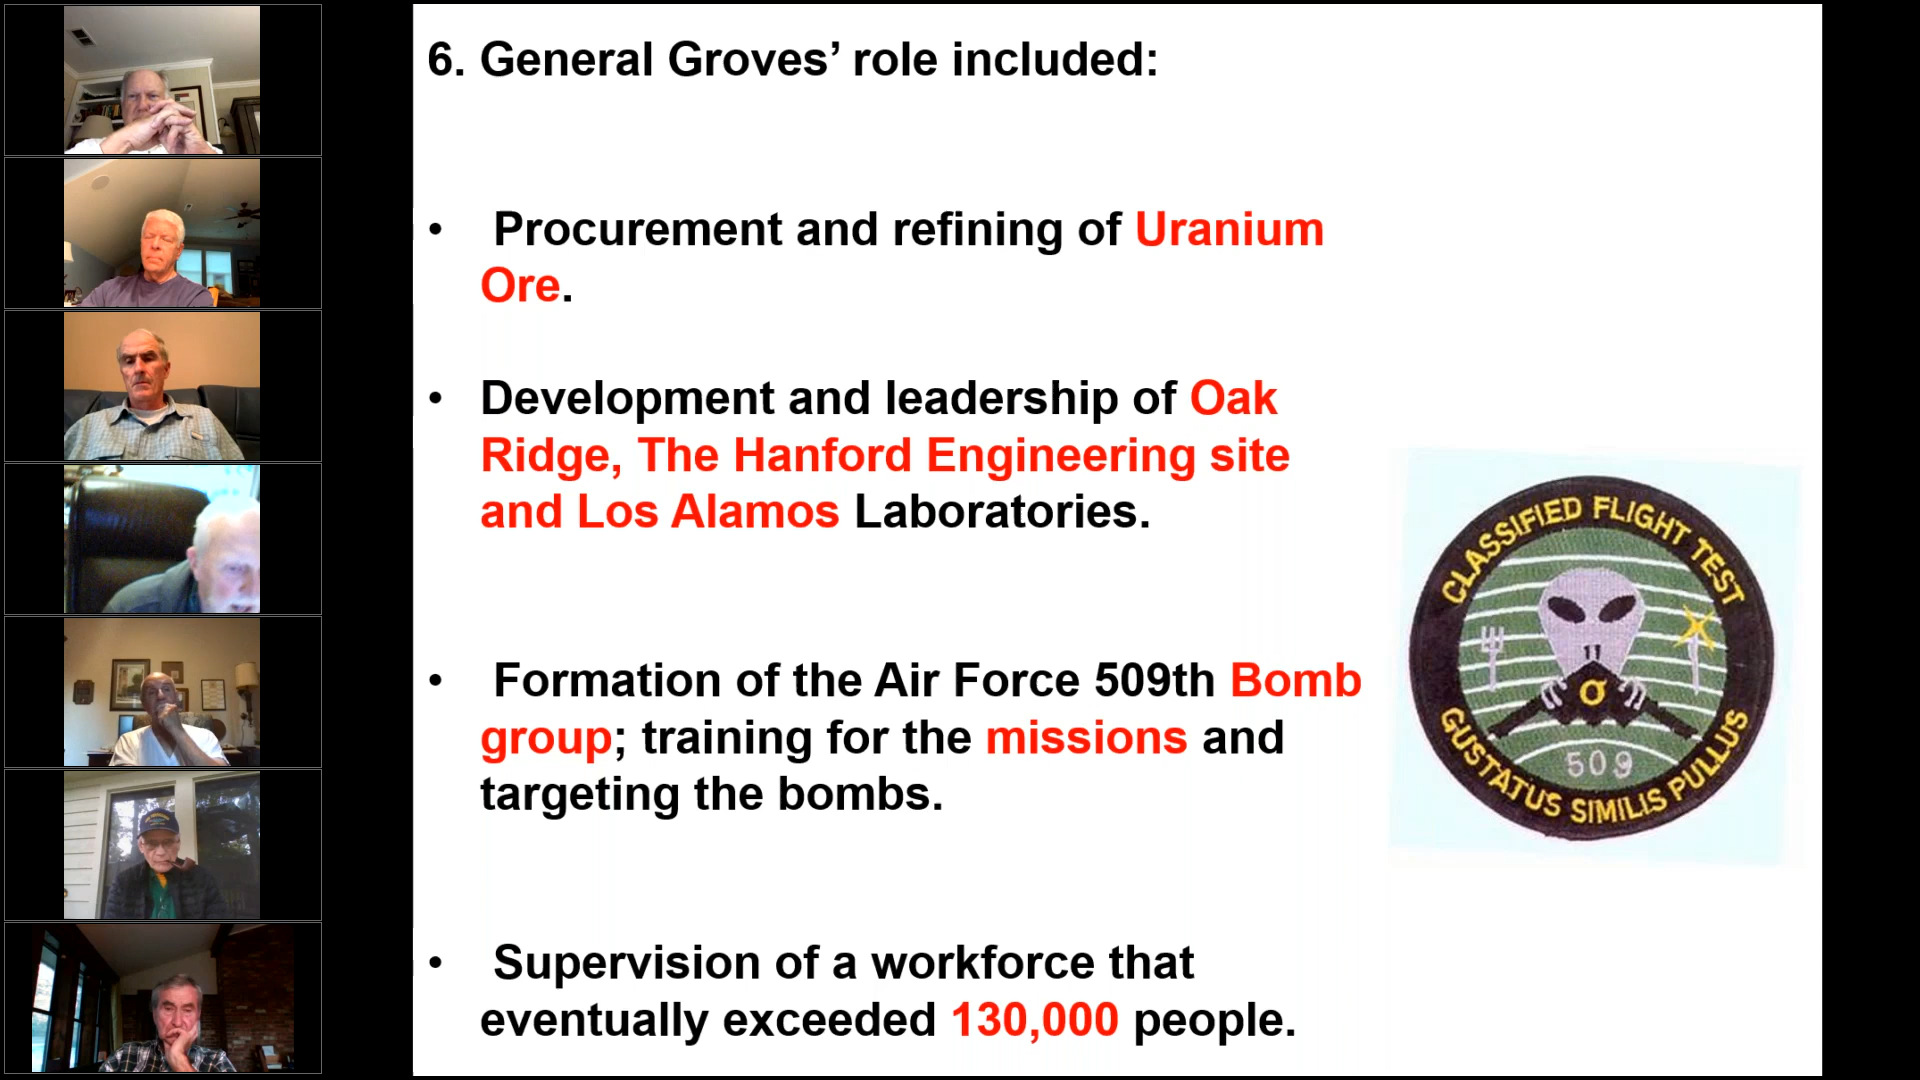 6. General Groves’ role included:
• Procurement and refining of Uranium
Ore.
• Development and leadership of Oak
Ridge, The Hanford Engineering site
and Los Alamos Laboratories.
• Formation of the Air Force 509th Bomb
group; training for the missions and
targeting the bombs.
• Supervision of a workforce that
eventually exceeded 130,000 people.
CLASSIFIED FLIGHT TEST
σ
509
GUSTATUS SIMILIS PULLUS